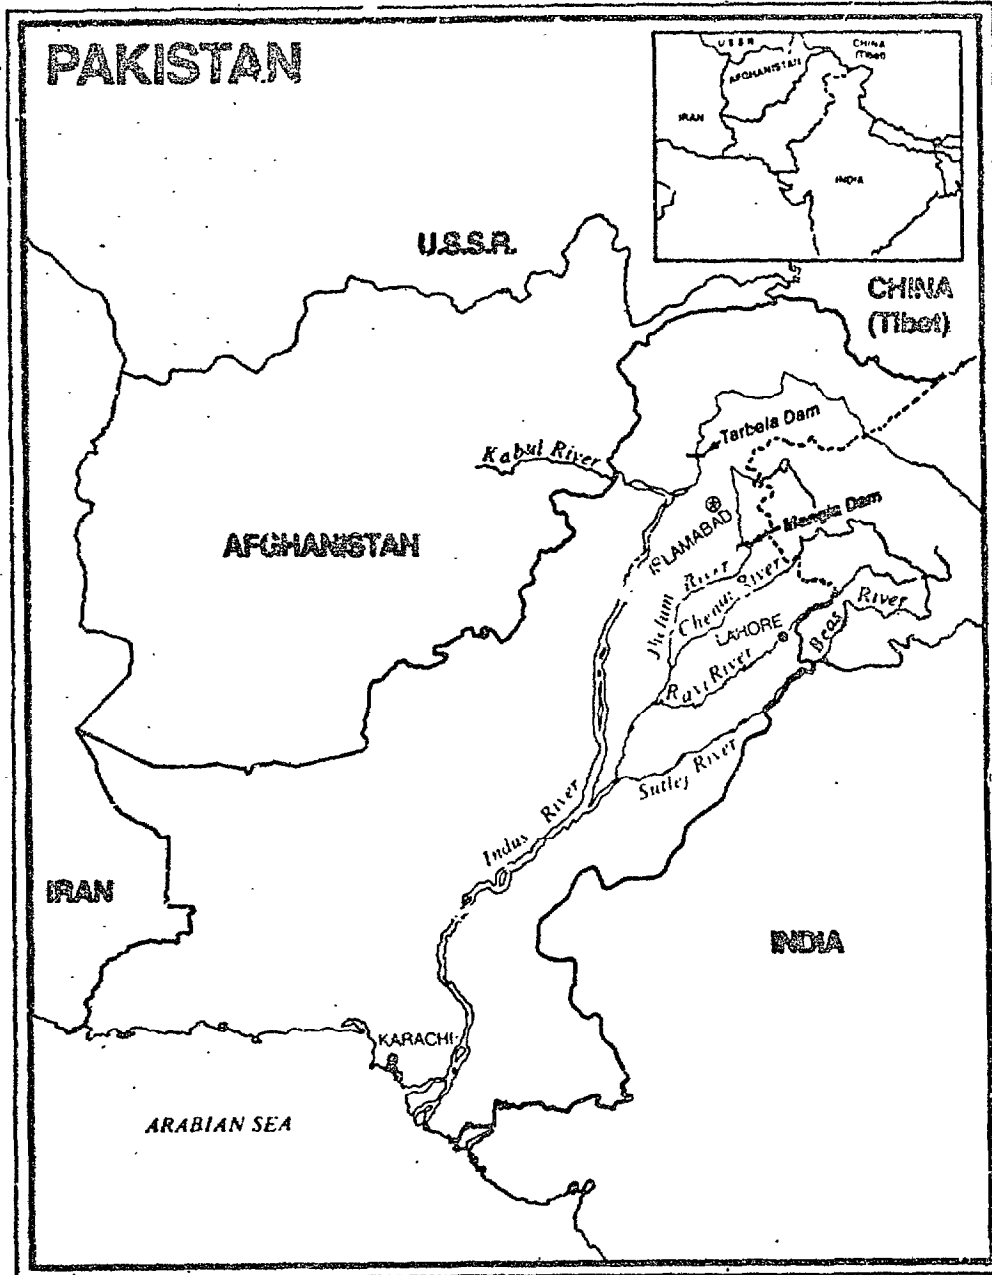 PAKISTAN
U.S.S.R.
CHINA
(Tibet)
AFGHANISTAN
IRAN
INDIA
U.S.S.R.
CHINA
(Tibet)
Tarbela Dam
Kabul River
ISLAMABAD
Mangla Dam
AFGHANISTAN
Jhelum River
Chenab River
LAHORE
Beas River
Ravi River
Sutlej River
Indus River
IRAN
INDIA
KARACHI
ARABIAN SEA